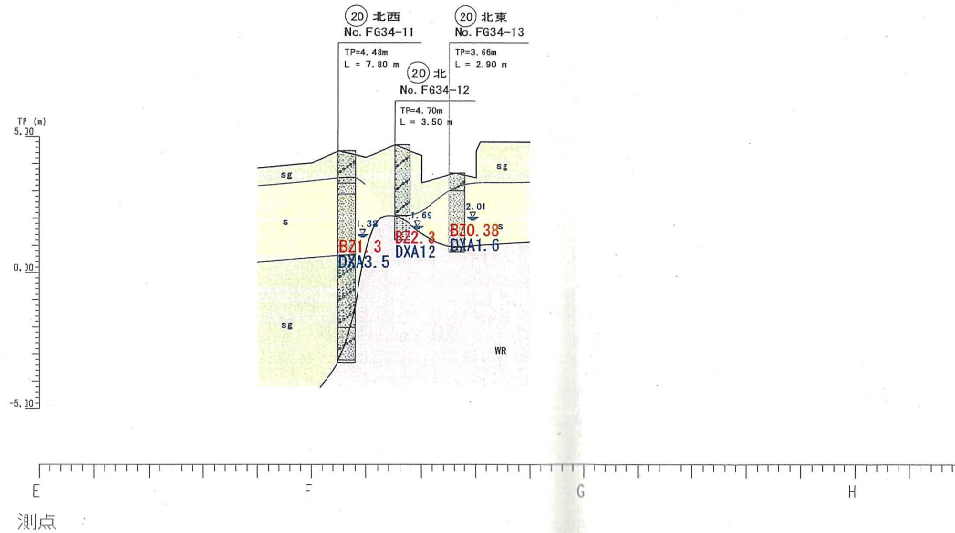 ⑳ 北西
No. FG34-11
TP=4.48m
L = 7.80 m
⑳ 北東
No. FG34-13
TP=3.66m
L = 2.90 m
⑳ 北
No. FG34-12
TP=4.70m
L = 3.50 m
TP (m)
5.00
0.00
-5.00
sg
s
sg
sg
s
WR
1.38
1.69
2.01
BZ1.3
DXA3.5
BZ2.3
DXA12
BZ0.38
DXA1.6
E
F
G
H
測点